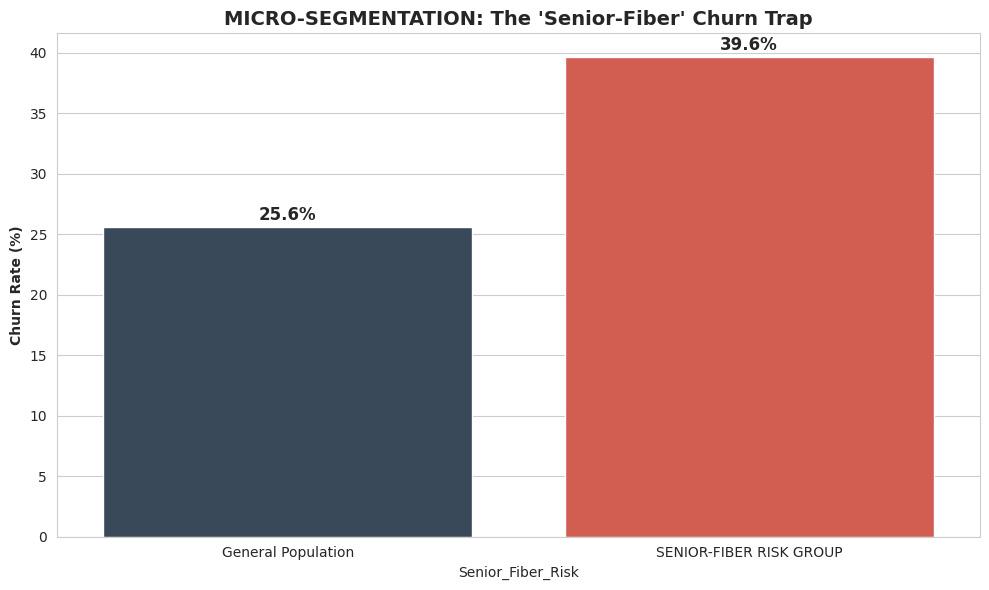 MICRO-SEGMENTATION: The 'Senior-Fiber' Churn Trap
Churn Rate (%)
40
35
30
25
20
15
10
5
0
25.6%
39.6%
General Population
SENIOR-FIBER RISK GROUP
Senior_Fiber_Risk